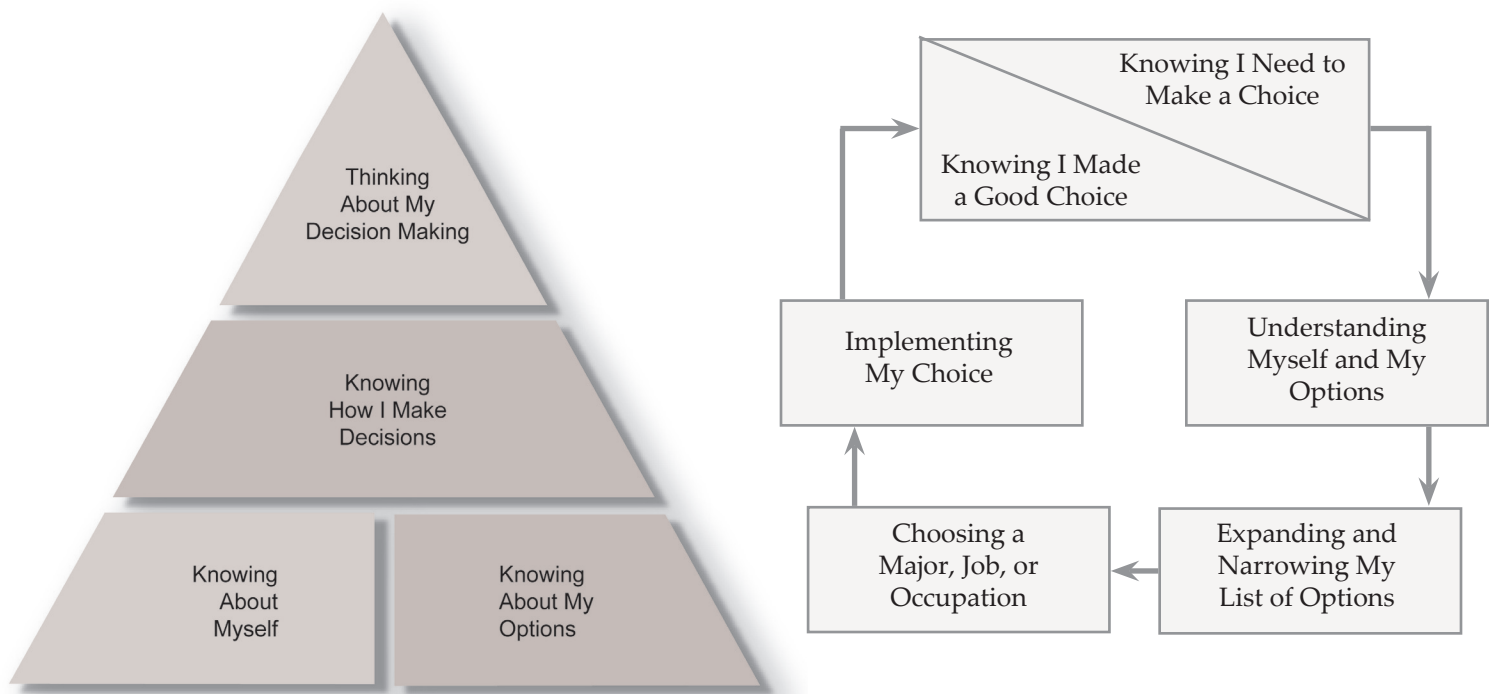 Thinking
About My
Decision Making
Knowing
How I Make
Decisions
Knowing
About
Myself
Knowing
About My
Options
Knowing I Need to
Make a Choice
Knowing I Made
a Good Choice
Understanding
Myself and My
Options
Expanding and
Narrowing My
List of Options
Choosing a
Major, Job, or
Occupation
Implementing
My Choice